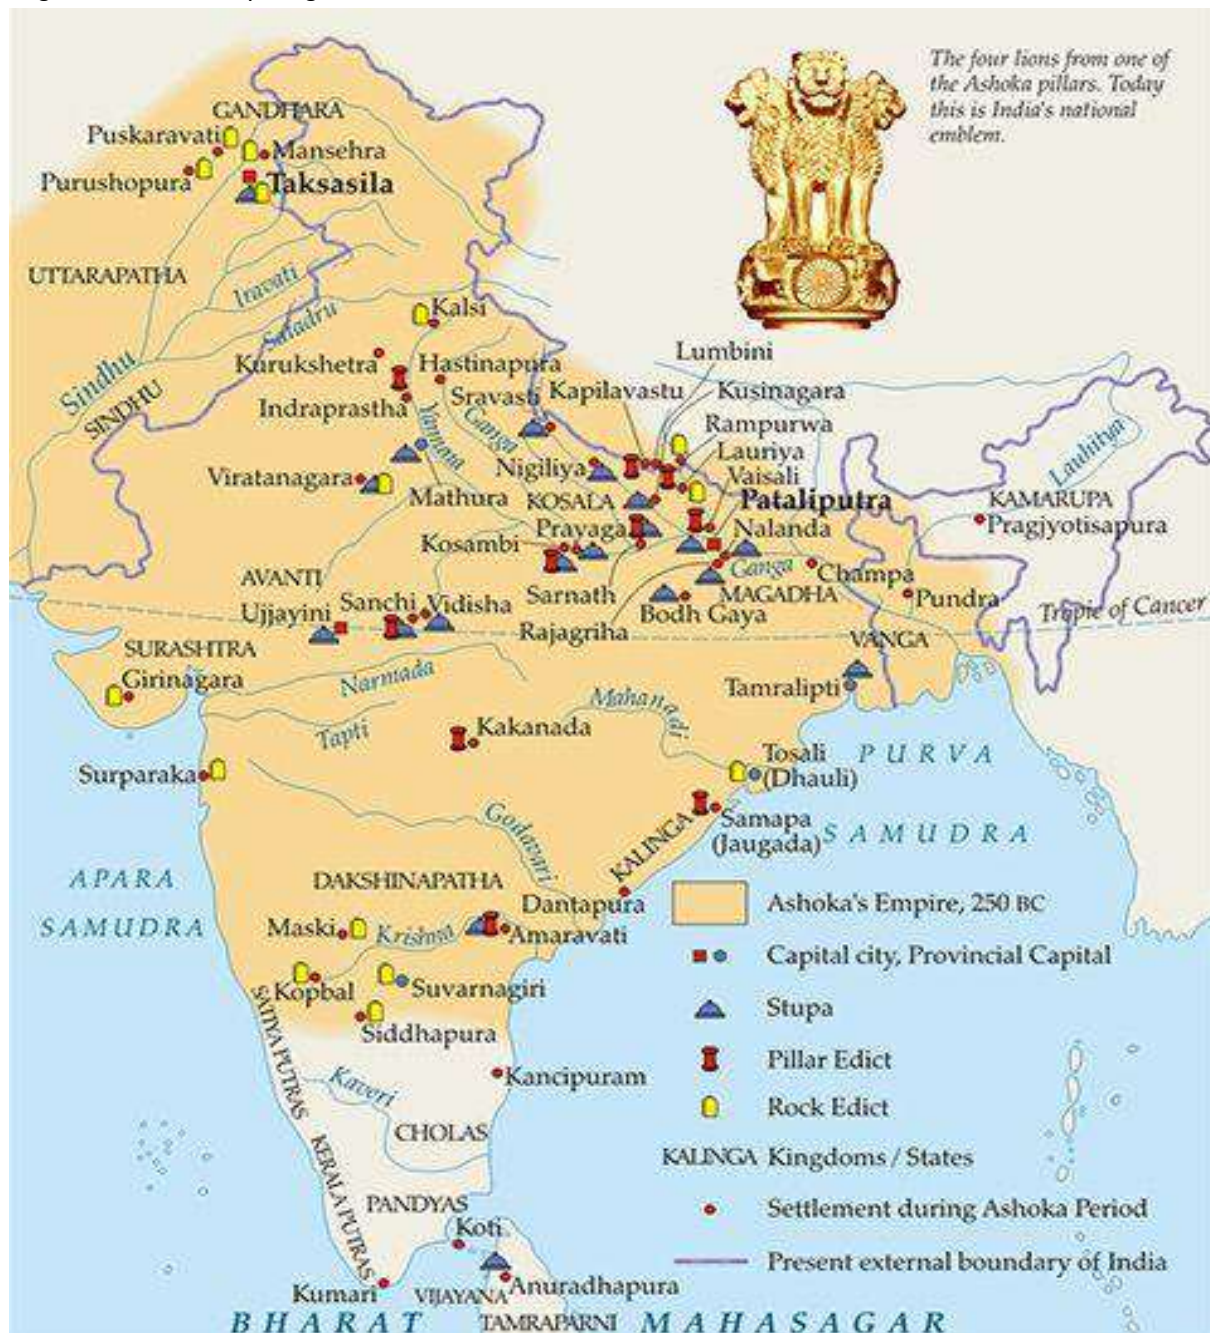 The four lions from one of
the Ashoka pillars. Today
this is India's national
emblem.
GANDHARA
Puskaravati
Mansehra
Purushopura
Taksasila
UTTARAPATHA
Iravati
Kalsi
Satadru
Lumbini
Kurukshetra
Hastinapura
Sindhu
SINDHU
Kapilavastu
Kusinagara
Sravasti
Indraprastha
Yamuna
Ganga
Rampurwa
Lauriya
Lauhitya
Nigiliya
Vaisali
Viratanagara
Mathura
KOSALA
Pataliputra
KAMARUPA
Pragjyotisapura
Prayaga
Nalanda
Kosambi
Ganga
Champa
AVANTI
Sarnath
MAGADHA
Pundra
Ujjayini
Sanchi
Vidisha
Bodh Gaya
Tropic of Cancer
Rajagriha
VANGA
SURASHTRA
Girinagara
Narmada
Tamralipti
Mahanadi
Tapti
Kakanada
Tosali
(Dhauli)
PURVA
Surparaka
Godavari
KALINGA
Samapa
(Jaugada)
SAMUDRA
APARA
DAKSHINAPATHA
Dantapura
Ashoka's Empire, 250 BC
SAMUDRA
Maski
Krishna
Amaravati
Capital city, Provincial Capital
Kopbal
Suvarnagiri
SATIYA PUTRAS
Stupa
Siddhapura
Pillar Edict
Kancipuram
Kaveri
Rock Edict
CHOLAS
KERALA PUTRAS
KALINGA Kingdoms / States
PANDYAS
Settlement during Ashoka Period
Koti
Present external boundary of India
Kumari
VIJAYANA
Anuradhapura
BHARAT
TAMRAPARNI
MAHASAGAR